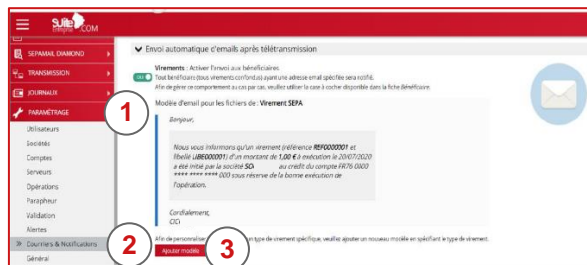 SUite
Entreprise .COM
SEPAMAIL DIAMOND
TRANSMISSION
JOURNAUX
PARAMÉTRAGE
Utilisateurs
Sociétés
Comptes
Serveurs
Opérations
Parapheur
Validation
Alertes
Courriers & Notifications
Général
1
2
3
Envoi automatique d'emails après télétransmission
Virements : Activer l'envoi aux bénéficiaires
OUI Tout bénéficiaire (tous virements confondus) ayant une adresse email spécifiée sera notifié.
Afin de gérer ce comportement au cas par cas, veuillez utiliser la case à cocher disponible dans la fiche Bénéficiaire.
Modèle d'email pour les fichiers de : Virement SEPA
Bonjour,
Nous vous informons qu'un virement (référence REF0000001 et
libellé LIBE000001) d'un montant de 1,00 € à exécution le 20/07/2020
a été initié par la société SO au crédit du compte FR76 0000
**** **** **** 000 sous réserve de la bonne exécution de
l'opération.
Cordialement,
CIC
Afin de personnaliser un type de virement spécifique, veuillez ajouter un nouveau modèle en spécifiant le type de virement.
Ajouter modèle